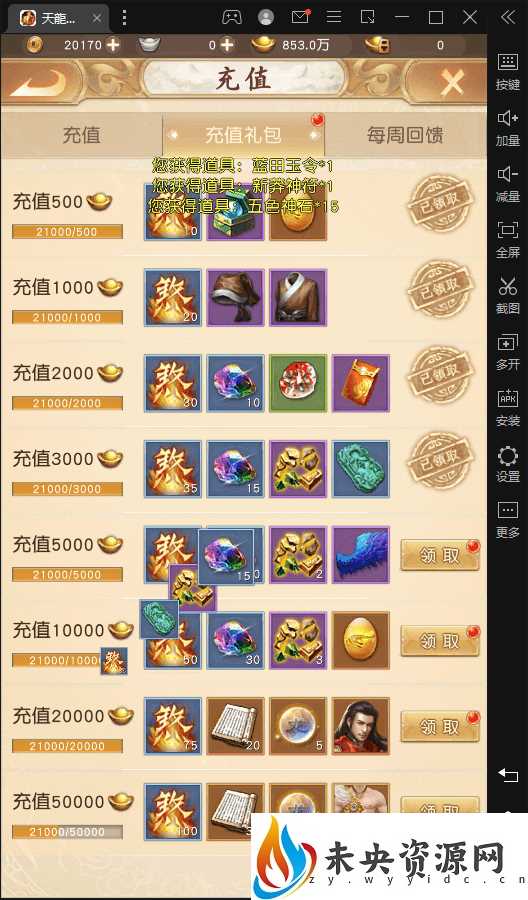 天龍...
20170
0
853.0万
0
充值
充值
充值礼包
每周回馈
您获得道具：蓝田玉令*1
您获得道具：新莽神符*1
您获得道具：五色神石*15
充值500
21000/500
10
已领取
充值1000
21000/1000
熬
20
已领取
充值2000
21000/2000
熬
30
10
已领取
充值3000
21000/3000
熬
35
15
已领取
充值5000
21000/5000
熬
15
2
领取
充值10000
21000/1000
50
30
3
领取
充值20000
21000/20000
熬
75
20
5
领取
充值50000
21000/50000
熬
100
按键
加量
减量
全屏
截图
多开
APK
安装
设置
更多
未央资源网
zy.wyyidc.cn